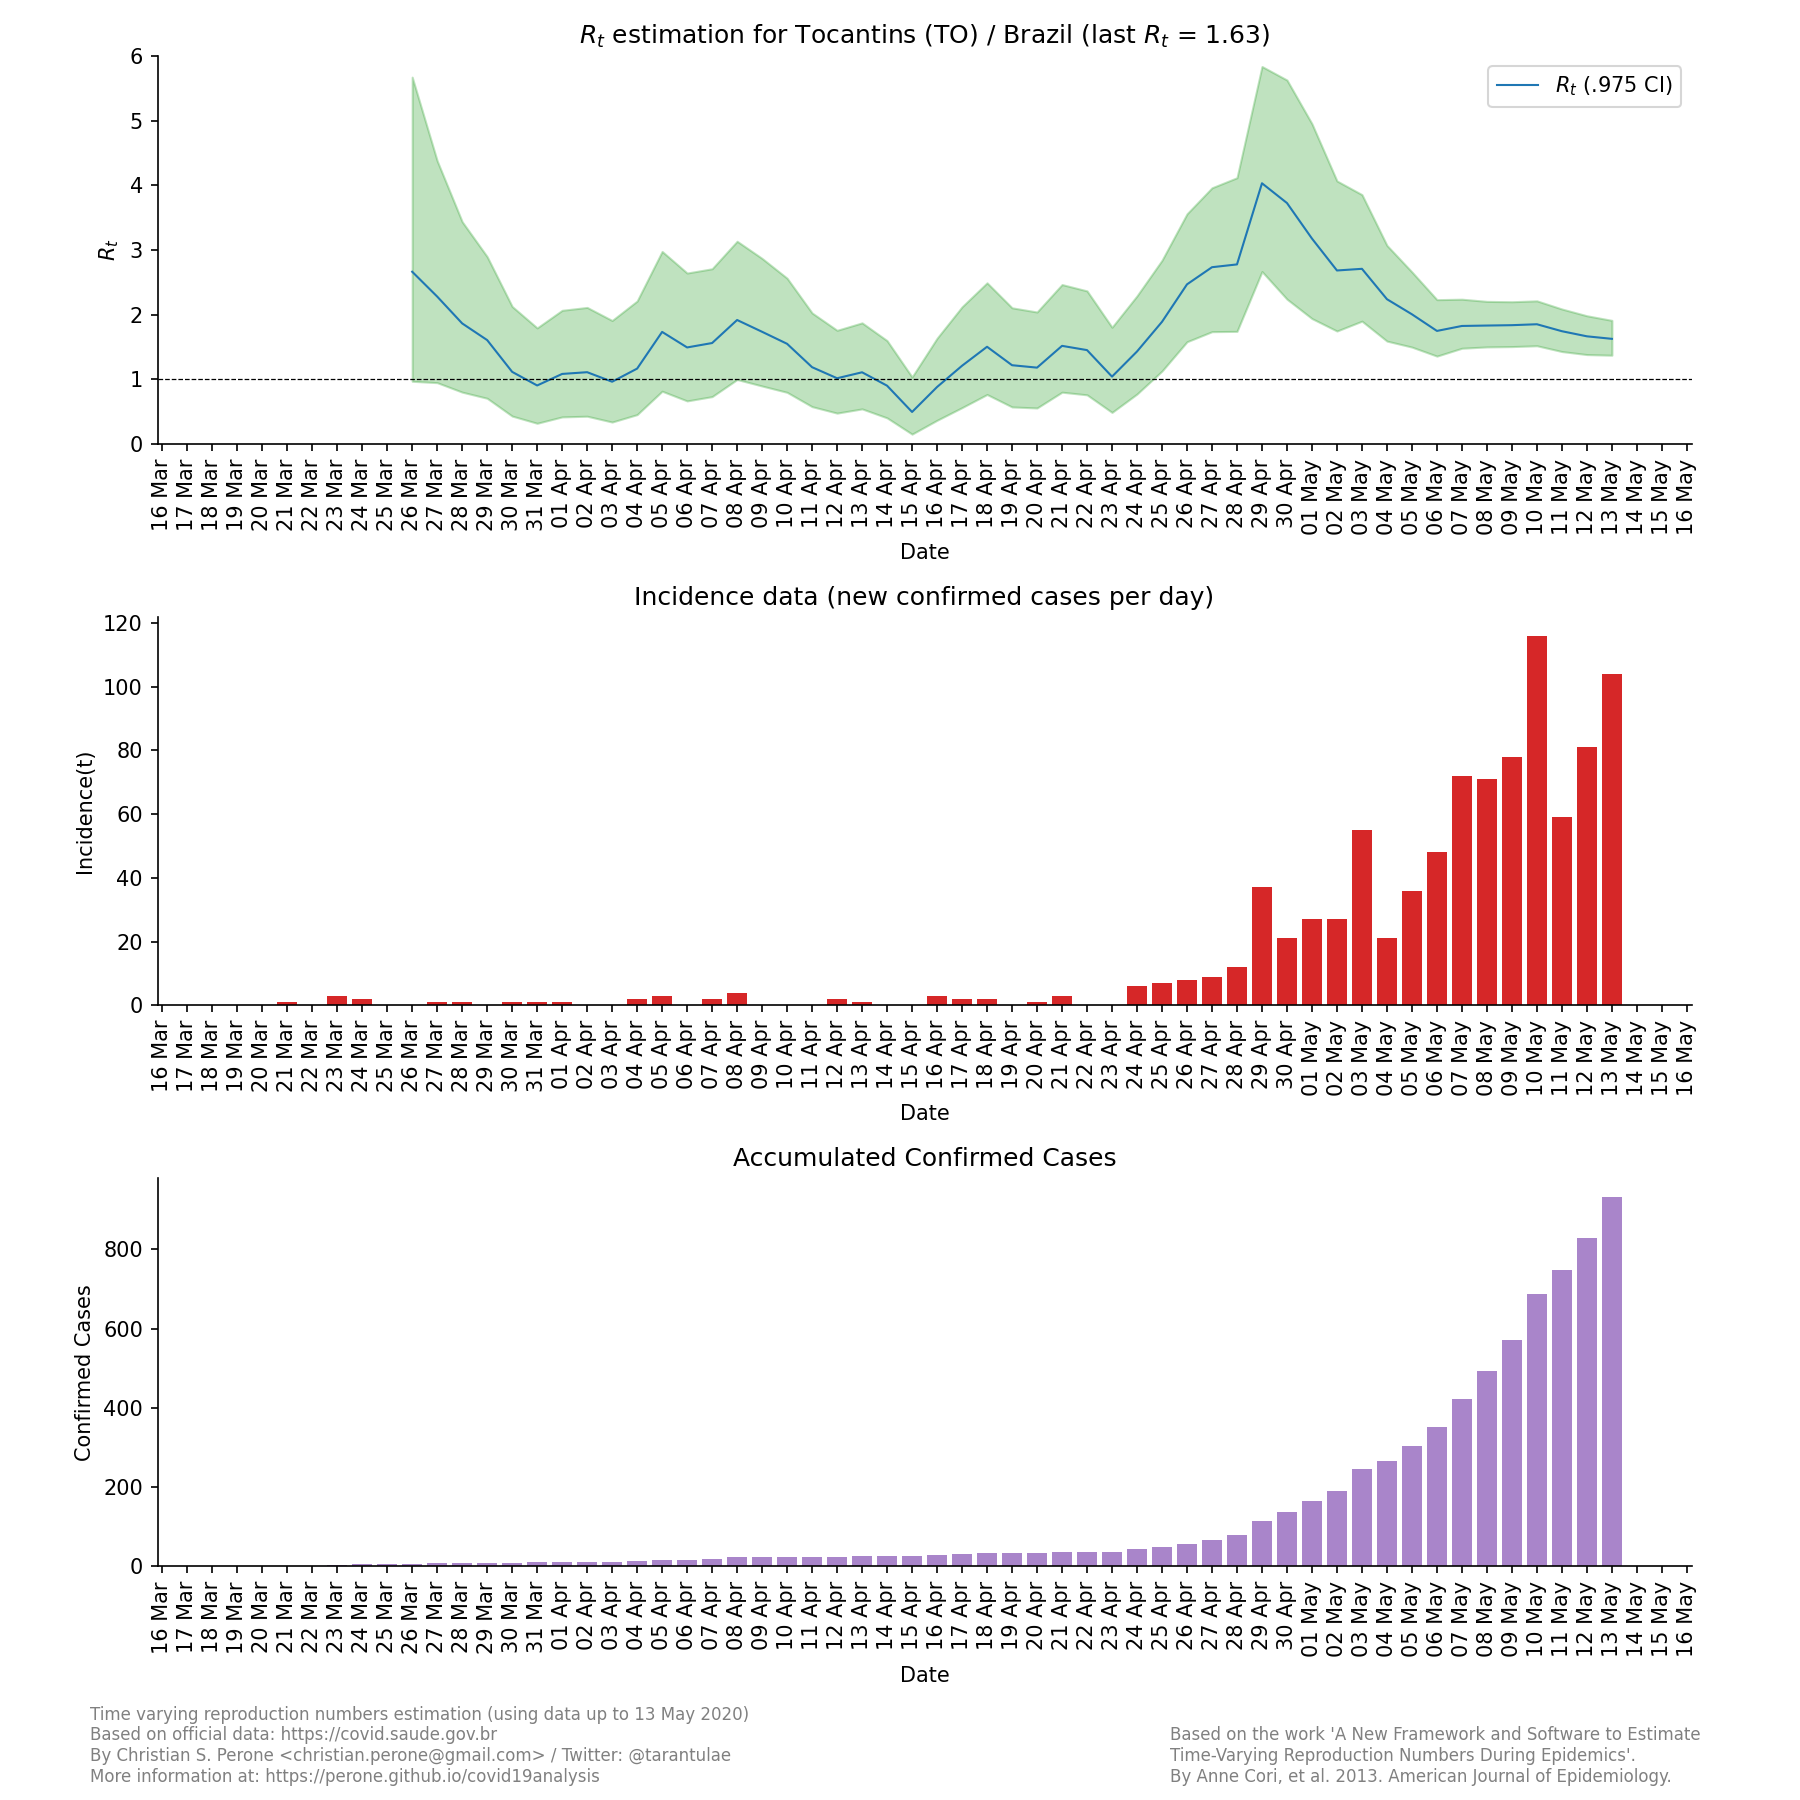 Rt estimation for Tocantins (TO) / Brazil (last Rt = 1.63)
Rt (.975 CI)
6
5
4
3
2
1
0
Rt
16 Mar 17 Mar 18 Mar 19 Mar 20 Mar 21 Mar 22 Mar 23 Mar 24 Mar 25 Mar 26 Mar 27 Mar 28 Mar 29 Mar 30 Mar 31 Mar 01 Apr 02 Apr 03 Apr 04 Apr 05 Apr 06 Apr 07 Apr 08 Apr 09 Apr 10 Apr 11 Apr 12 Apr 13 Apr 14 Apr 15 Apr 16 Apr 17 Apr 18 Apr 19 Apr 20 Apr 21 Apr 22 Apr 23 Apr 24 Apr 25 Apr 26 Apr 27 Apr 28 Apr 29 Apr 30 Apr 01 May 02 May 03 May 04 May 05 May 06 May 07 May 08 May 09 May 10 May 11 May 12 May 13 May 14 May 15 May 16 May
Date
Incidence data (new confirmed cases per day)
120
100
80
60
40
20
0
Incidence(t)
16 Mar 17 Mar 18 Mar 19 Mar 20 Mar 21 Mar 22 Mar 23 Mar 24 Mar 25 Mar 26 Mar 27 Mar 28 Mar 29 Mar 30 Mar 31 Mar 01 Apr 02 Apr 03 Apr 04 Apr 05 Apr 06 Apr 07 Apr 08 Apr 09 Apr 10 Apr 11 Apr 12 Apr 13 Apr 14 Apr 15 Apr 16 Apr 17 Apr 18 Apr 19 Apr 20 Apr 21 Apr 22 Apr 23 Apr 24 Apr 25 Apr 26 Apr 27 Apr 28 Apr 29 Apr 30 Apr 01 May 02 May 03 May 04 May 05 May 06 May 07 May 08 May 09 May 10 May 11 May 12 May 13 May 14 May 15 May 16 May
Date
Accumulated Confirmed Cases
800
600
400
200
0
Confirmed Cases
16 Mar 17 Mar 18 Mar 19 Mar 20 Mar 21 Mar 22 Mar 23 Mar 24 Mar 25 Mar 26 Mar 27 Mar 28 Mar 29 Mar 30 Mar 31 Mar 01 Apr 02 Apr 03 Apr 04 Apr 05 Apr 06 Apr 07 Apr 08 Apr 09 Apr 10 Apr 11 Apr 12 Apr 13 Apr 14 Apr 15 Apr 16 Apr 17 Apr 18 Apr 19 Apr 20 Apr 21 Apr 22 Apr 23 Apr 24 Apr 25 Apr 26 Apr 27 Apr 28 Apr 29 Apr 30 Apr 01 May 02 May 03 May 04 May 05 May 06 May 07 May 08 May 09 May 10 May 11 May 12 May 13 May 14 May 15 May 16 May
Date
Time varying reproduction numbers estimation (using data up to 13 May 2020)
Based on official data: https://covid.saude.gov.br
By Christian S. Perone <christian.perone@gmail.com> / Twitter: @tarantulae
More information at: https://perone.github.io/covid19analysis
Based on the work 'A New Framework and Software to Estimate
Time-Varying Reproduction Numbers During Epidemics'.
By Anne Cori, et al. 2013. American Journal of Epidemiology.